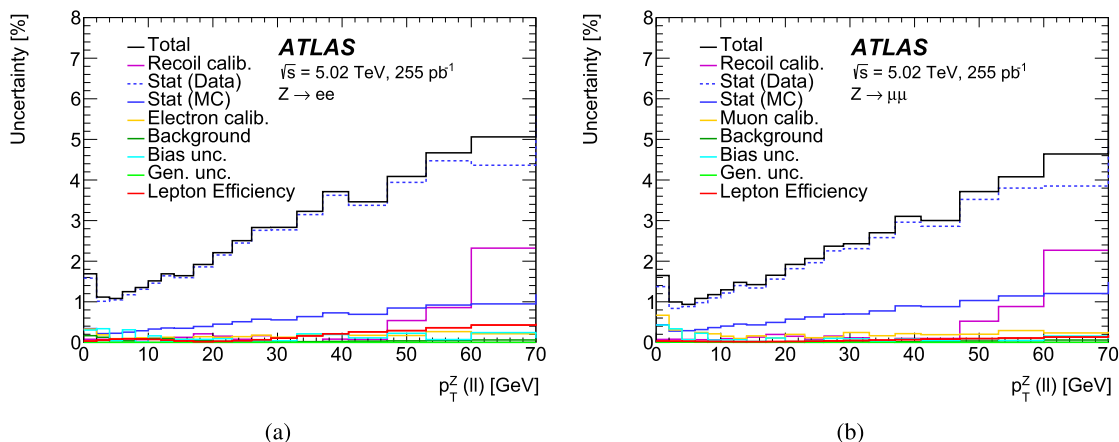 Uncertainty [%]
8
7
6
5
4
3
2
1
0
Total
Recoil calib.
Stat (Data)
Stat (MC)
Electron calib.
Background
Bias unc.
Gen. unc.
Lepton Efficiency
ATLAS
√s = 5.02 TeV, 255 pb⁻¹
Z → ee
0 10 20 30 40 50 60 70
p_T^Z (ll) [GeV]
(a)
Uncertainty [%]
8
7
6
5
4
3
2
1
0
Total
Recoil calib.
Stat (Data)
Stat (MC)
Muon calib.
Background
Bias unc.
Gen. unc.
Lepton Efficiency
ATLAS
√s = 5.02 TeV, 255 pb⁻¹
Z → μμ
0 10 20 30 40 50 60 70
p_T^Z (ll) [GeV]
(b)